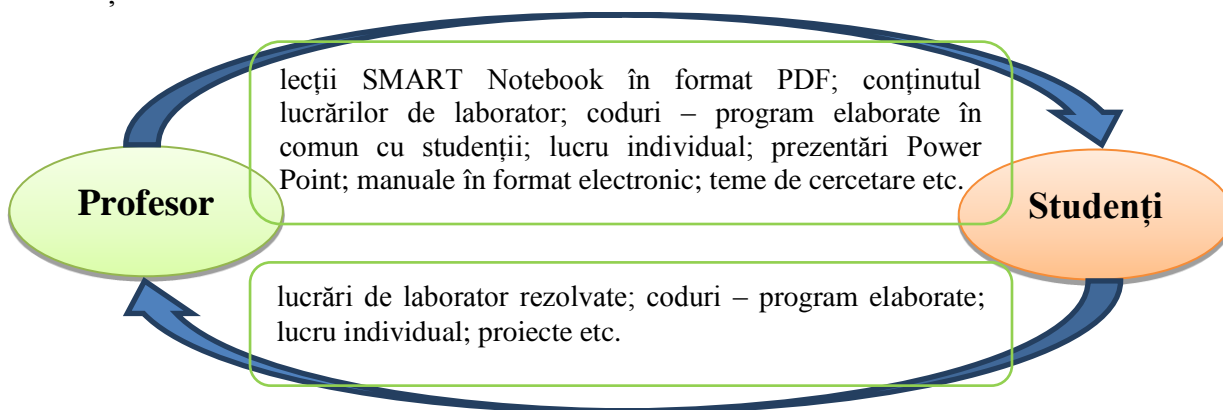 lecții SMART Notebook în format PDF; conținutul
lucrărilor de laborator; coduri – program elaborate în
comun cu studenții; lucru individual; prezentări Power
Point; manuale în format electronic; teme de cercetare etc.
Profesor
Studenți
lucrări de laborator rezolvate; coduri – program elaborate;
lucru individual; proiecte etc.